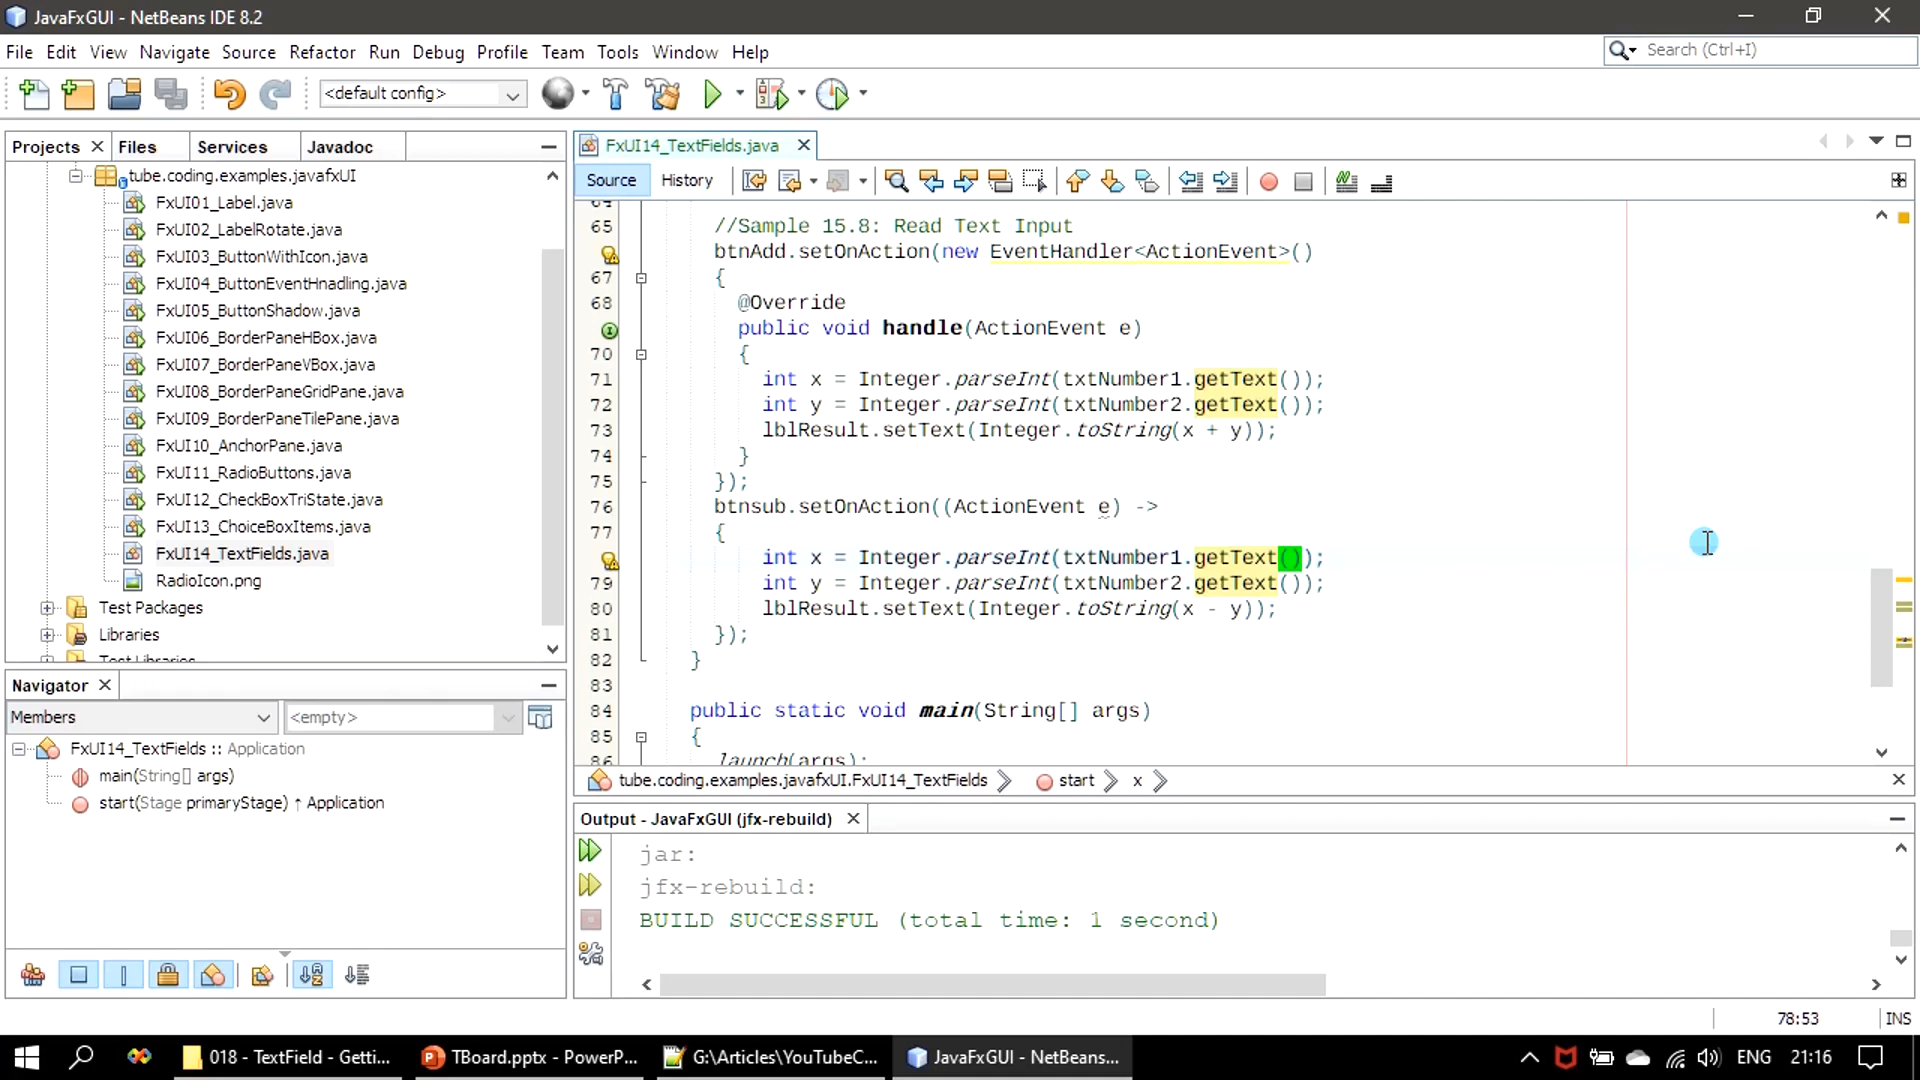 JavaFxGUI - NetBeans IDE 8.2
File Edit View Navigate Source Refactor Run Debug Profile Team Tools Window Help
Search (Ctrl+I)
<default config>
Projects Files Services Javadoc
tube.coding.examples.javafxUI
FxUI01_Label.java
FxUI02_LabelRotate.java
FxUI03_ButtonWithIcon.java
FxUI04_ButtonEventHnadling.java
FxUI05_ButtonShadow.java
FxUI06_BorderPaneHBox.java
FxUI07_BorderPaneVBox.java
FxUI08_BorderPaneGridPane.java
FxUI09_BorderPaneTilePane.java
FxUI10_AnchorPane.java
FxUI11_RadioButtons.java
FxUI12_CheckBoxTriState.java
FxUI13_ChoiceBoxItems.java
FxUI14_TextFields.java
RadioIcon.png
Test Packages
Libraries
Test Libraries
Navigator
Members
<empty>
FxUI14_TextFields :: Application
main(String[] args)
start(Stage primaryStage) ↑ Application
FxUI14_TextFields.java
Source History
64
65 //Sample 15.8: Read Text Input
btnAdd.setOnAction(new EventHandler<ActionEvent>()
67 {
68 @Override
public void handle(ActionEvent e)
70 {
71 int x = Integer.parseInt(txtNumber1.getText());
72 int y = Integer.parseInt(txtNumber2.getText());
73 lblResult.setText(Integer.toString(x + y));
74 }
75 });
76 btnsub.setOnAction((ActionEvent e) ->
77 {
int x = Integer.parseInt(txtNumber1.getText());
79 int y = Integer.parseInt(txtNumber2.getText());
80 lblResult.setText(Integer.toString(x - y));
81 });
82 }
83
84 public static void main(String[] args)
85 {
86 launch(args);
tube.coding.examples.javafxUI.FxUI14_TextFields start x
Output - JavaFxGUI (jfx-rebuild)
jar:
jfx-rebuild:
BUILD SUCCESSFUL (total time: 1 second)
78:53 INS
018 - TextField - Getti...
TBoard.pptx - PowerP...
G:\Articles\YouTubeC...
JavaFxGUI - NetBeans...
ENG 21:16